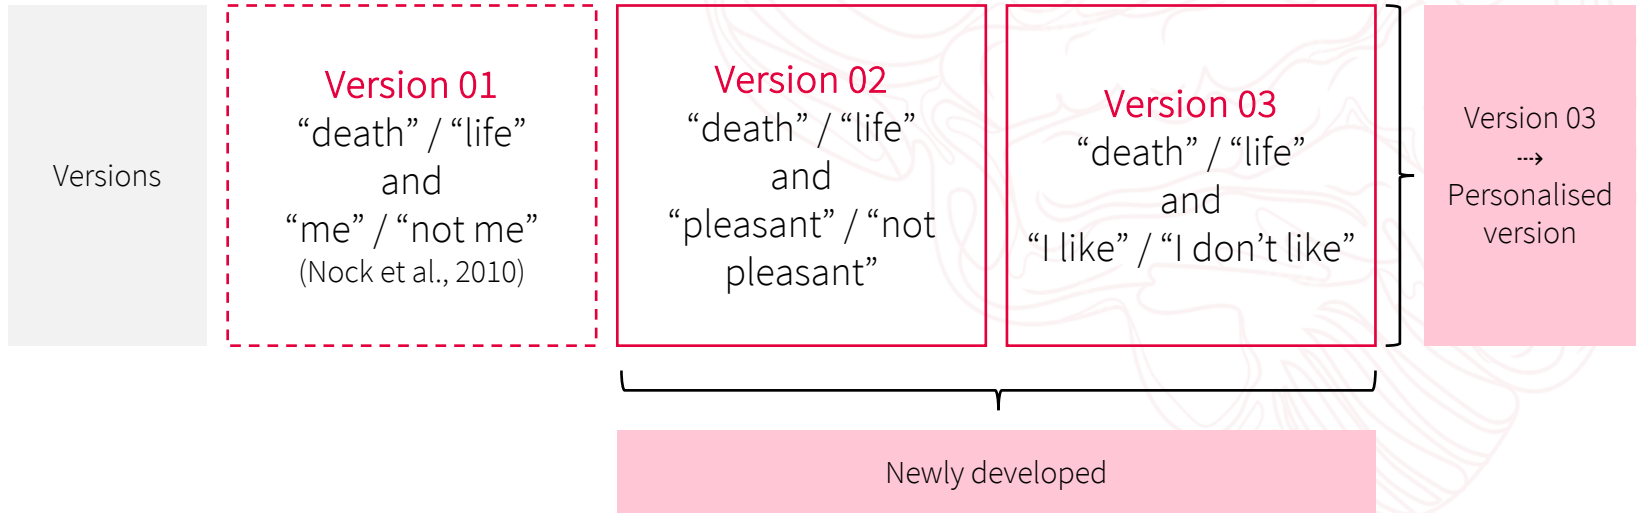 Versions
Version 01
“death” / “life”
and
“me” / “not me”
(Nock et al., 2010)
Version 02
“death” / “life”
and
“pleasant” / “not
pleasant”
Version 03
“death” / “life”
and
“I like” / “I don’t like”
Version 03
⇢
Personalised
version
Newly developed